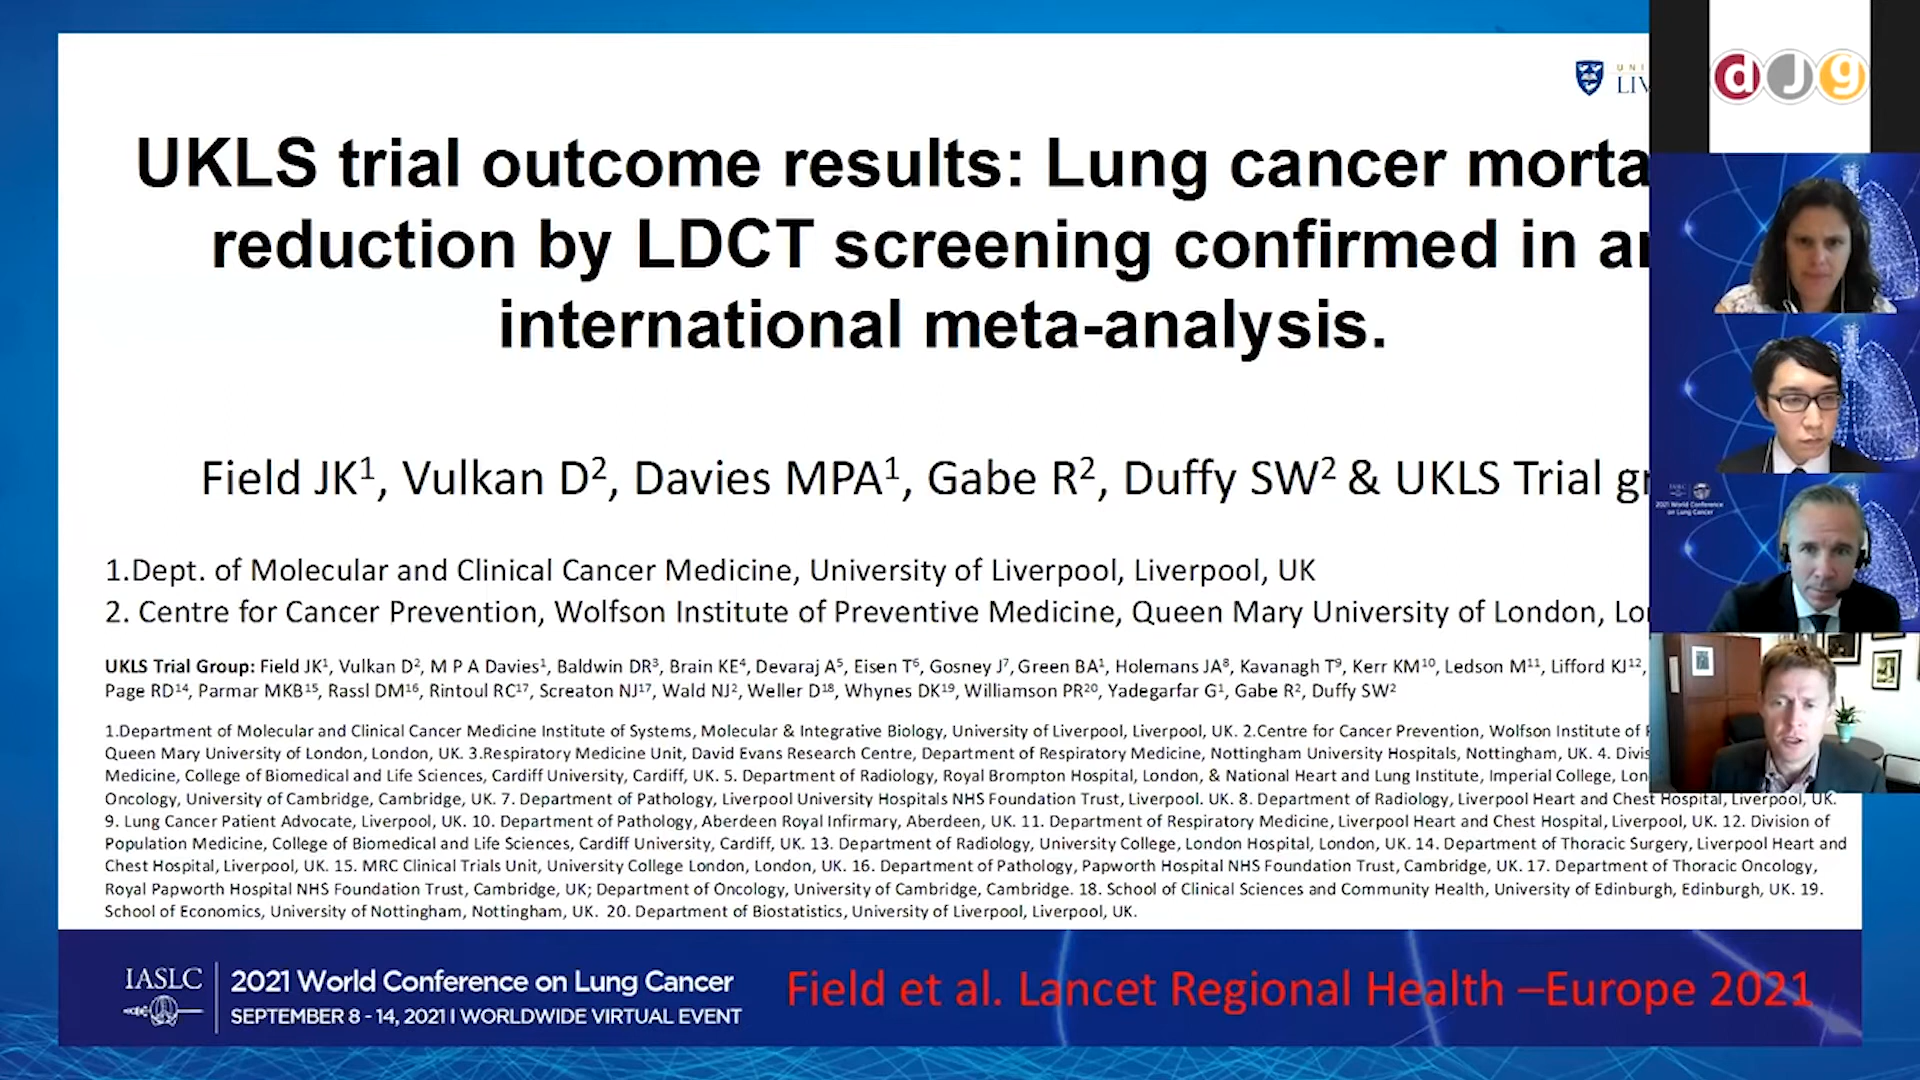 UNI
LIV
dJg
UKLS trial outcome results: Lung cancer morta
reduction by LDCT screening confirmed in an
international meta-analysis.
Field JK¹, Vulkan D², Davies MPA¹, Gabe R², Duffy SW² & UKLS Trial gr
1.Dept. of Molecular and Clinical Cancer Medicine, University of Liverpool, Liverpool, UK
2. Centre for Cancer Prevention, Wolfson Institute of Preventive Medicine, Queen Mary University of London, Lo
IASLC
2021 World Conference
on Lung Cancer
UKLS Trial Group: Field JK¹, Vulkan D², M P A Davies¹, Baldwin DR³, Brain KE⁴, Devaraj A⁵, Eisen T⁶, Gosney J⁷, Green BA¹, Holemans JA⁸, Kavanagh T⁹, Kerr KM¹⁰, Ledson M¹¹, Lifford KJ¹²,
Page RD¹⁴, Parmar MKB¹⁵, Rassl DM¹⁶, Rintoul RC¹⁷, Screaton NJ¹⁷, Wald NJ², Weller D¹⁸, Whynes DK¹⁹, Williamson PR²⁰, Yadegarfar G¹, Gabe R², Duffy SW²
1.Department of Molecular and Clinical Cancer Medicine Institute of Systems, Molecular & Integrative Biology, University of Liverpool, Liverpool, UK. 2.Centre for Cancer Prevention, Wolfson Institute of
Queen Mary University of London, London, UK. 3.Respiratory Medicine Unit, David Evans Research Centre, Department of Respiratory Medicine, Nottingham University Hospitals, Nottingham, UK. 4. Divis
Medicine, College of Biomedical and Life Sciences, Cardiff University, Cardiff, UK. 5. Department of Radiology, Royal Brompton Hospital, London, & National Heart and Lung Institute, Imperial College, Lon
Oncology, University of Cambridge, Cambridge, UK. 7. Department of Pathology, Liverpool University Hospitals NHS Foundation Trust, Liverpool. UK. 8. Department of Radiology, Liverpool Heart and Chest Hospital, Liverpool, UK.
9. Lung Cancer Patient Advocate, Liverpool, UK. 10. Department of Pathology, Aberdeen Royal Infirmary, Aberdeen, UK. 11. Department of Respiratory Medicine, Liverpool Heart and Chest Hospital, Liverpool, UK. 12. Division of
Population Medicine, College of Biomedical and Life Sciences, Cardiff University, Cardiff, UK. 13. Department of Radiology, University College, London Hospital, London, UK. 14. Department of Thoracic Surgery, Liverpool Heart and
Chest Hospital, Liverpool, UK. 15. MRC Clinical Trials Unit, University College London, London, UK. 16. Department of Pathology, Papworth Hospital NHS Foundation Trust, Cambridge, UK. 17. Department of Thoracic Oncology,
Royal Papworth Hospital NHS Foundation Trust, Cambridge, UK; Department of Oncology, University of Cambridge, Cambridge. 18. School of Clinical Sciences and Community Health, University of Edinburgh, Edinburgh, UK. 19.
School of Economics, University of Nottingham, Nottingham, UK. 20. Department of Biostatistics, University of Liverpool, Liverpool, UK.
IASLC
2021 World Conference on Lung Cancer
SEPTEMBER 8 - 14, 2021 I WORLDWIDE VIRTUAL EVENT
Field et al. Lancet Regional Health –Europe 2021